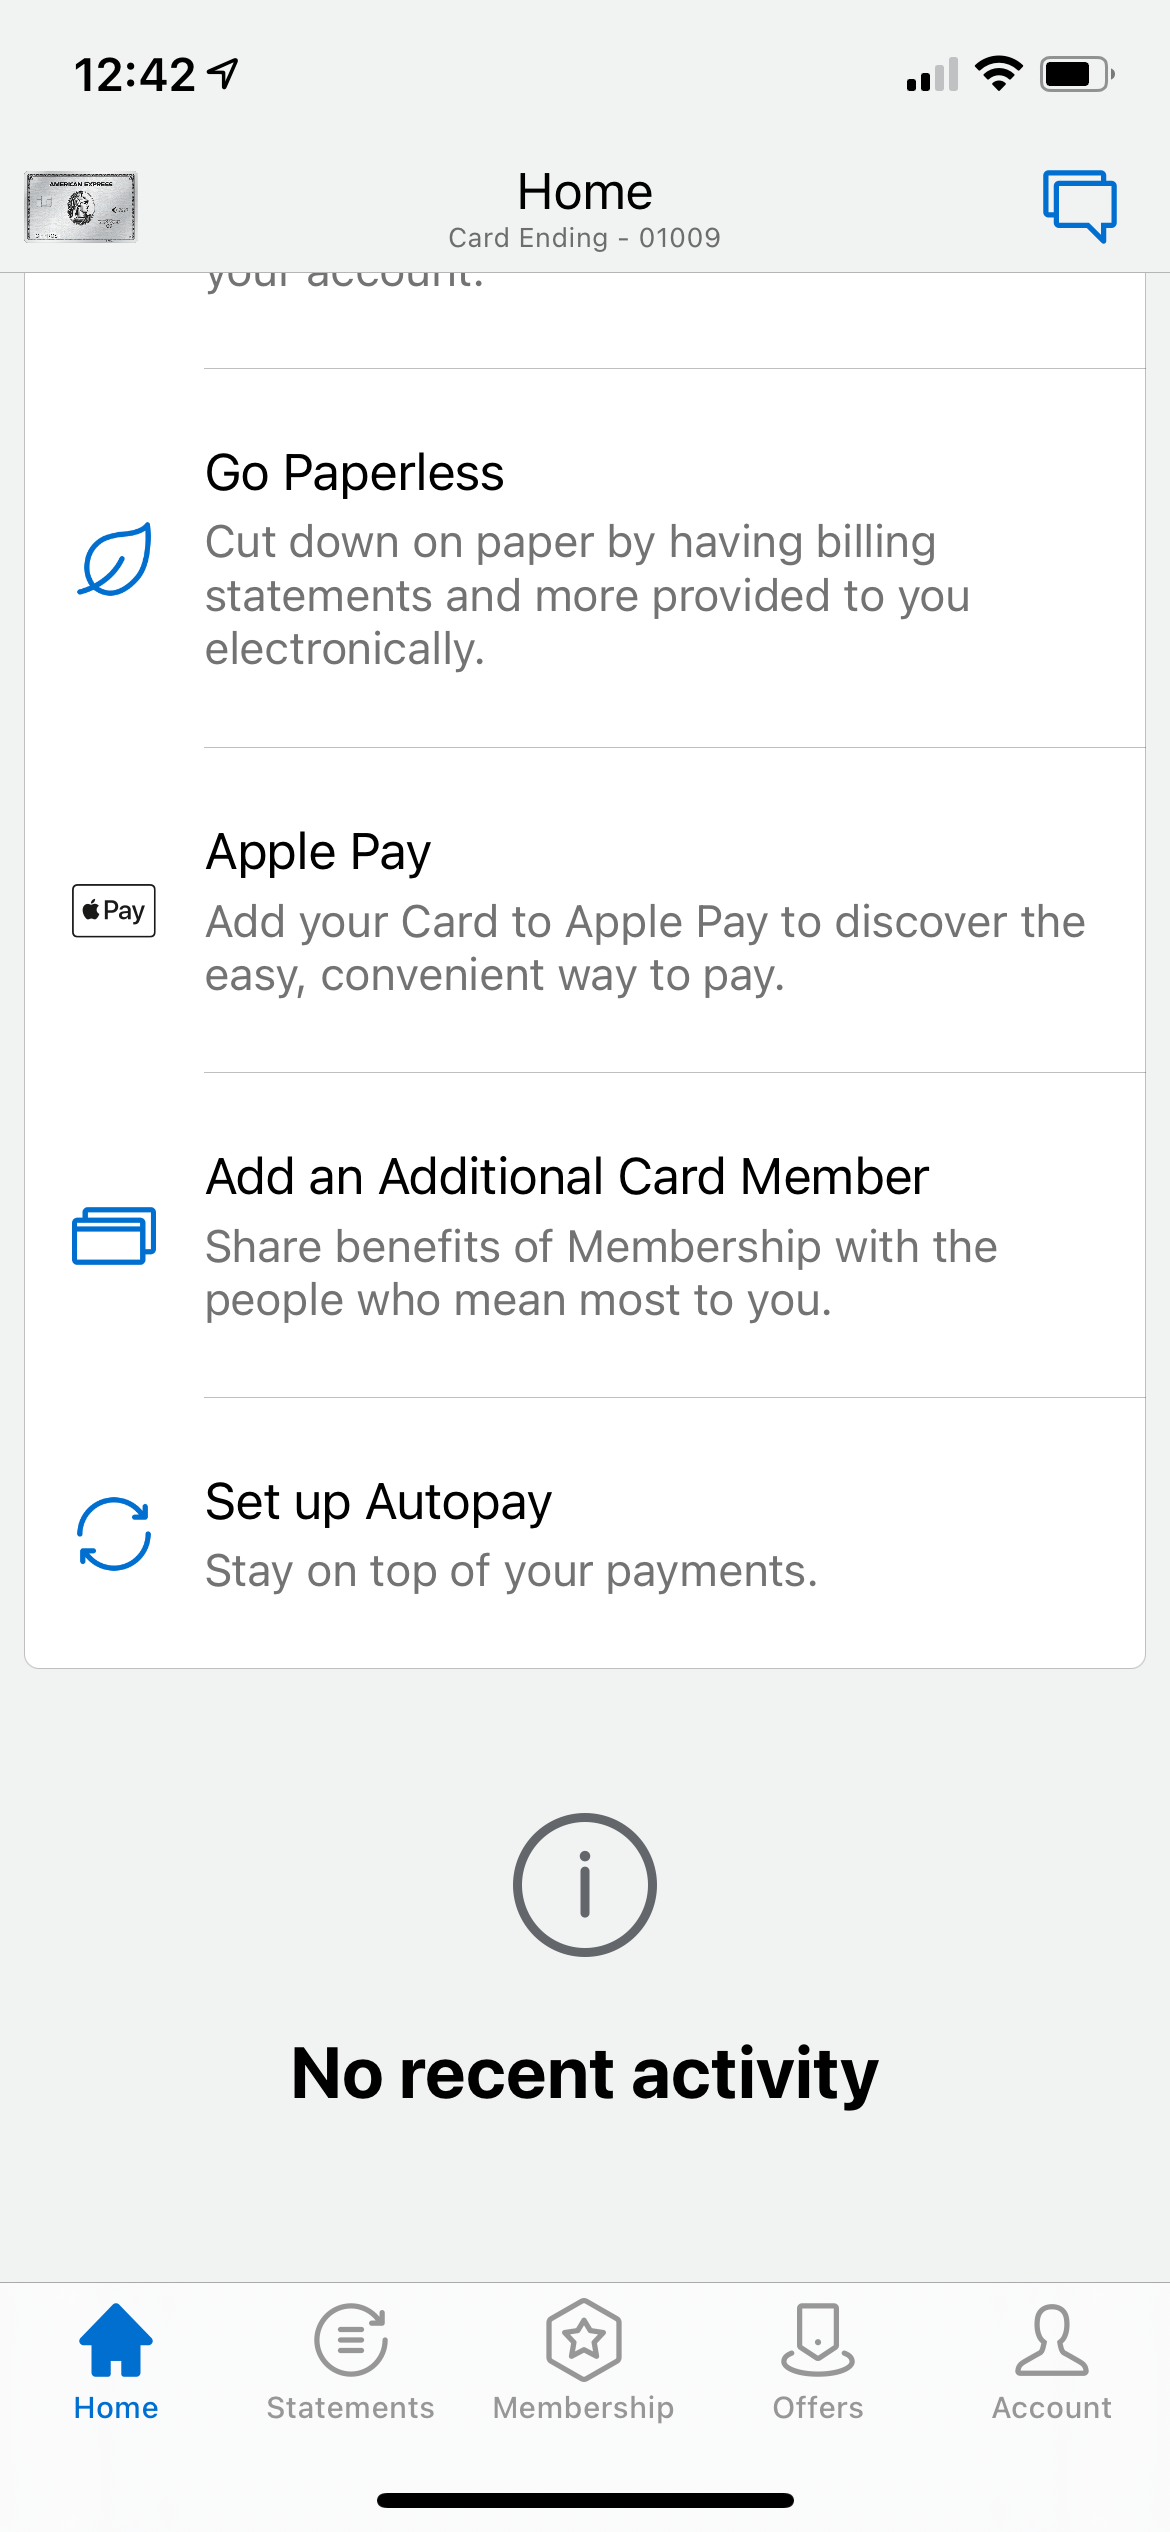 12:42
AMERICAN EXPRESS
Home
Card Ending - 01009
your account.
Go Paperless
Cut down on paper by having billing
statements and more provided to you
electronically.
Apple Pay
Pay
Add your Card to Apple Pay to discover the
easy, convenient way to pay.
Add an Additional Card Member
Share benefits of Membership with the
people who mean most to you.
Set up Autopay
Stay on top of your payments.
No recent activity
Home
Statements
Membership
Offers
Account